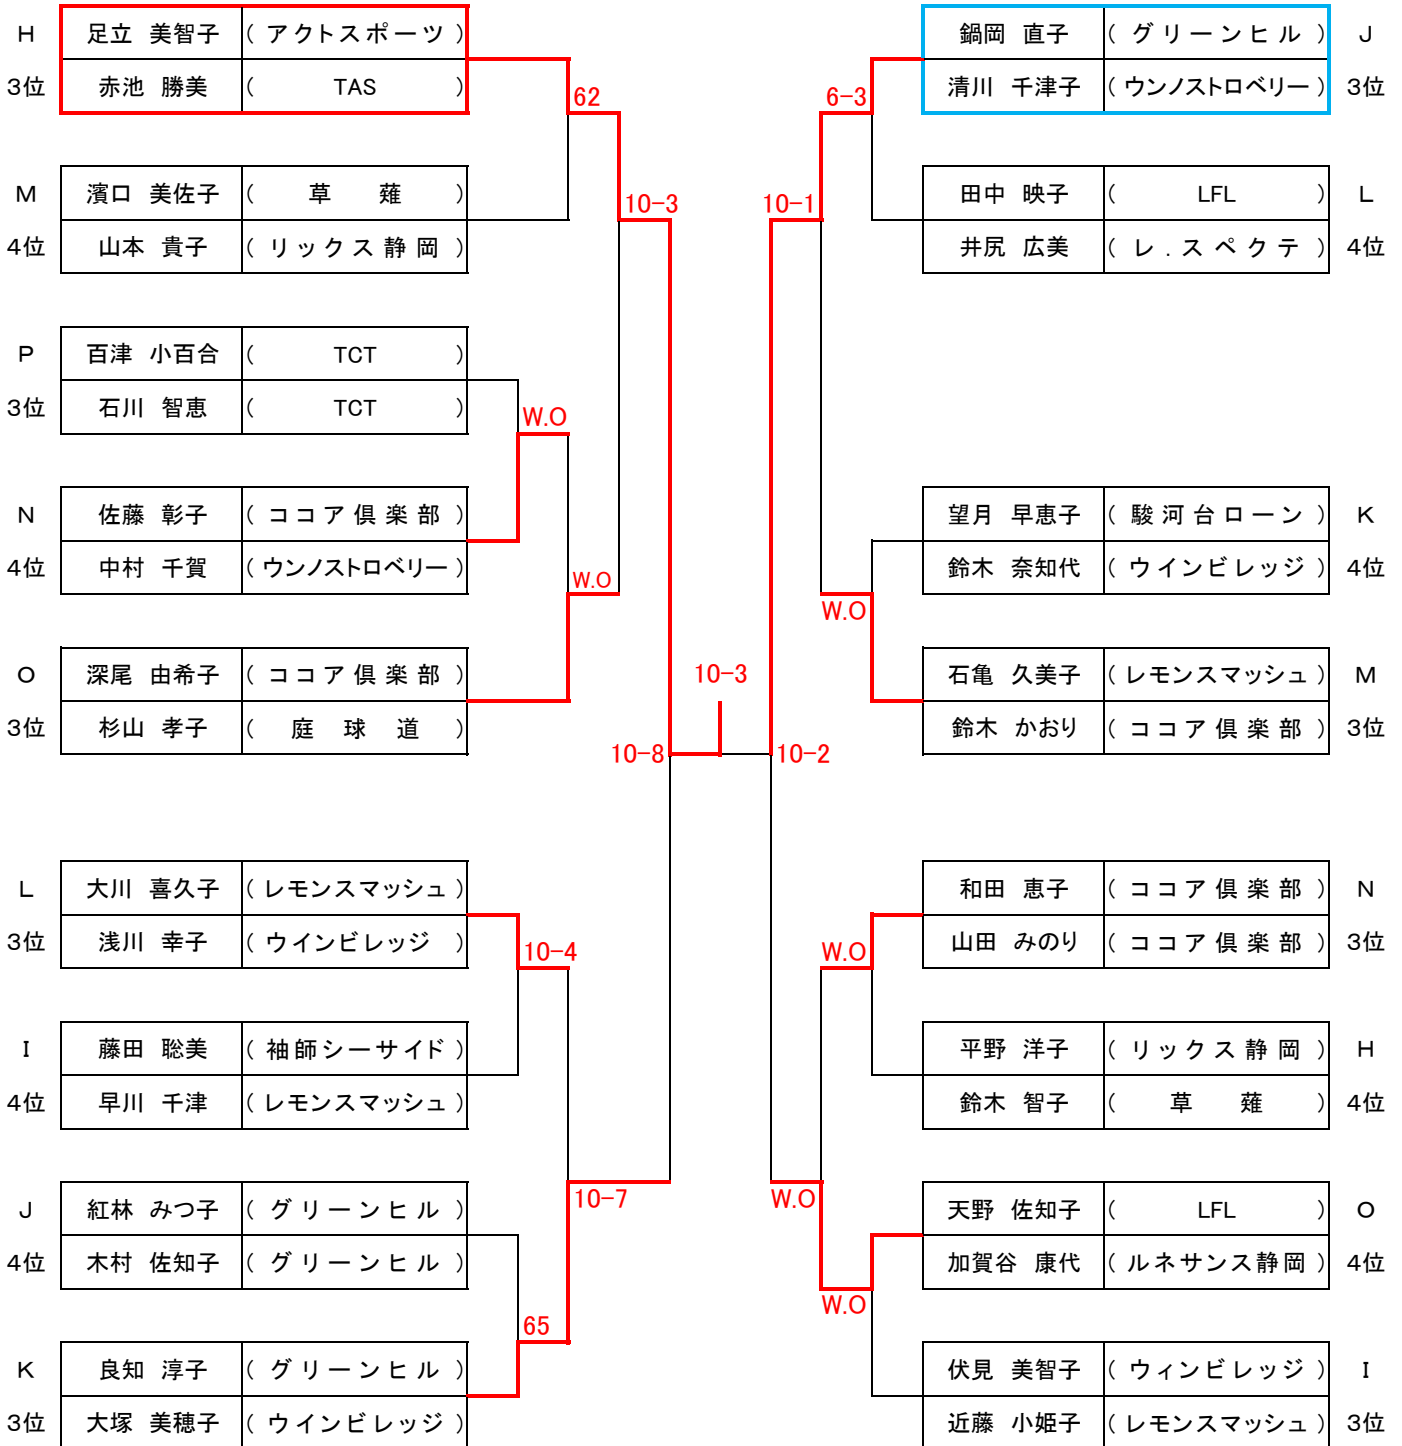 H 足立 美智子 ( アクトスポーツ )
3位 赤池 勝美 ( TAS )
62
M 濱口 美佐子 ( 草 薙 )
4位 山本 貴子 ( リックス静岡 )
10-3
P 百津 小百合 ( TCT )
3位 石川 智恵 ( TCT )
W.O
N 佐藤 彰子 ( ココア倶楽部 )
4位 中村 千賀 ( ウンノストロベリー )
W.O
O 深尾 由希子 ( ココア倶楽部 )
3位 杉山 孝子 ( 庭 球 道 )
10-8
L 大川 喜久子 ( レモンスマッシュ )
3位 浅川 幸子 ( ウインビレッジ )
10-4
I 藤田 聡美 ( 袖師シーサイド )
4位 早川 千津 ( レモンスマッシュ )
10-7
J 紅林 みつ子 ( グリーンヒル )
4位 木村 佐知子 ( グリーンヒル )
65
K 良知 淳子 ( グリーンヒル )
3位 大塚 美穂子 ( ウインビレッジ )
10-3
鍋岡 直子 ( グリーンヒル ) J
清川 千津子 ( ウンノストロベリー ) 3位
6-3
田中 映子 ( LFL ) L
井尻 広美 ( レ.スペクテ ) 4位
10-1
望月 早恵子 ( 駿河台ローン ) K
鈴木 奈知代 ( ウインビレッジ ) 4位
W.O
石亀 久美子 ( レモンスマッシュ ) M
鈴木 かおり ( ココア倶楽部 ) 3位
10-2
和田 恵子 ( ココア倶楽部 ) N
山田 みのり ( ココア倶楽部 ) 3位
W.O
平野 洋子 ( リックス静岡 ) H
鈴木 智子 ( 草 薙 ) 4位
W.O
天野 佐知子 ( LFL ) O
加賀谷 康代 ( ルネサンス静岡 ) 4位
W.O
伏見 美智子 ( ウィンビレッジ ) I
近藤 小姫子 ( レモンスマッシュ ) 3位